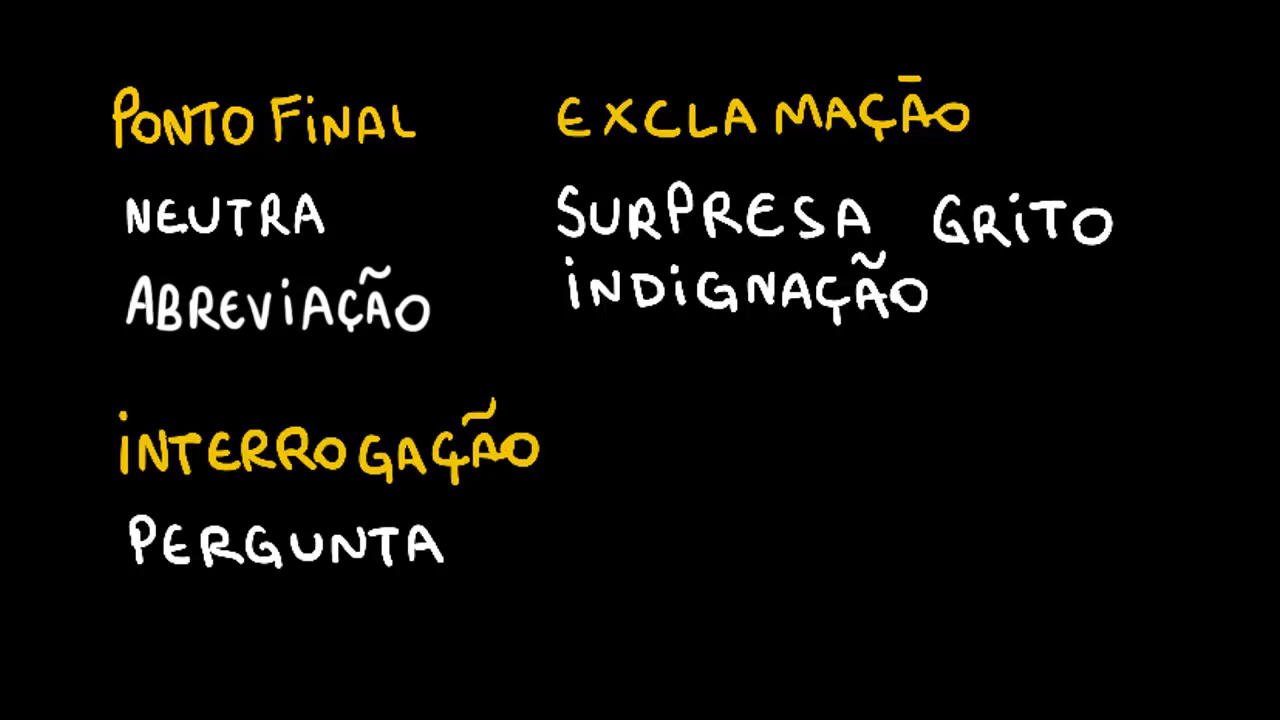 PONTO FINAL
NEUTRA
ABREVIAÇÃO
EXCLAMAÇÃO
SURPRESA GRITO
INDIGNAÇÃO
INTERROGAÇÃO
PERGUNTA